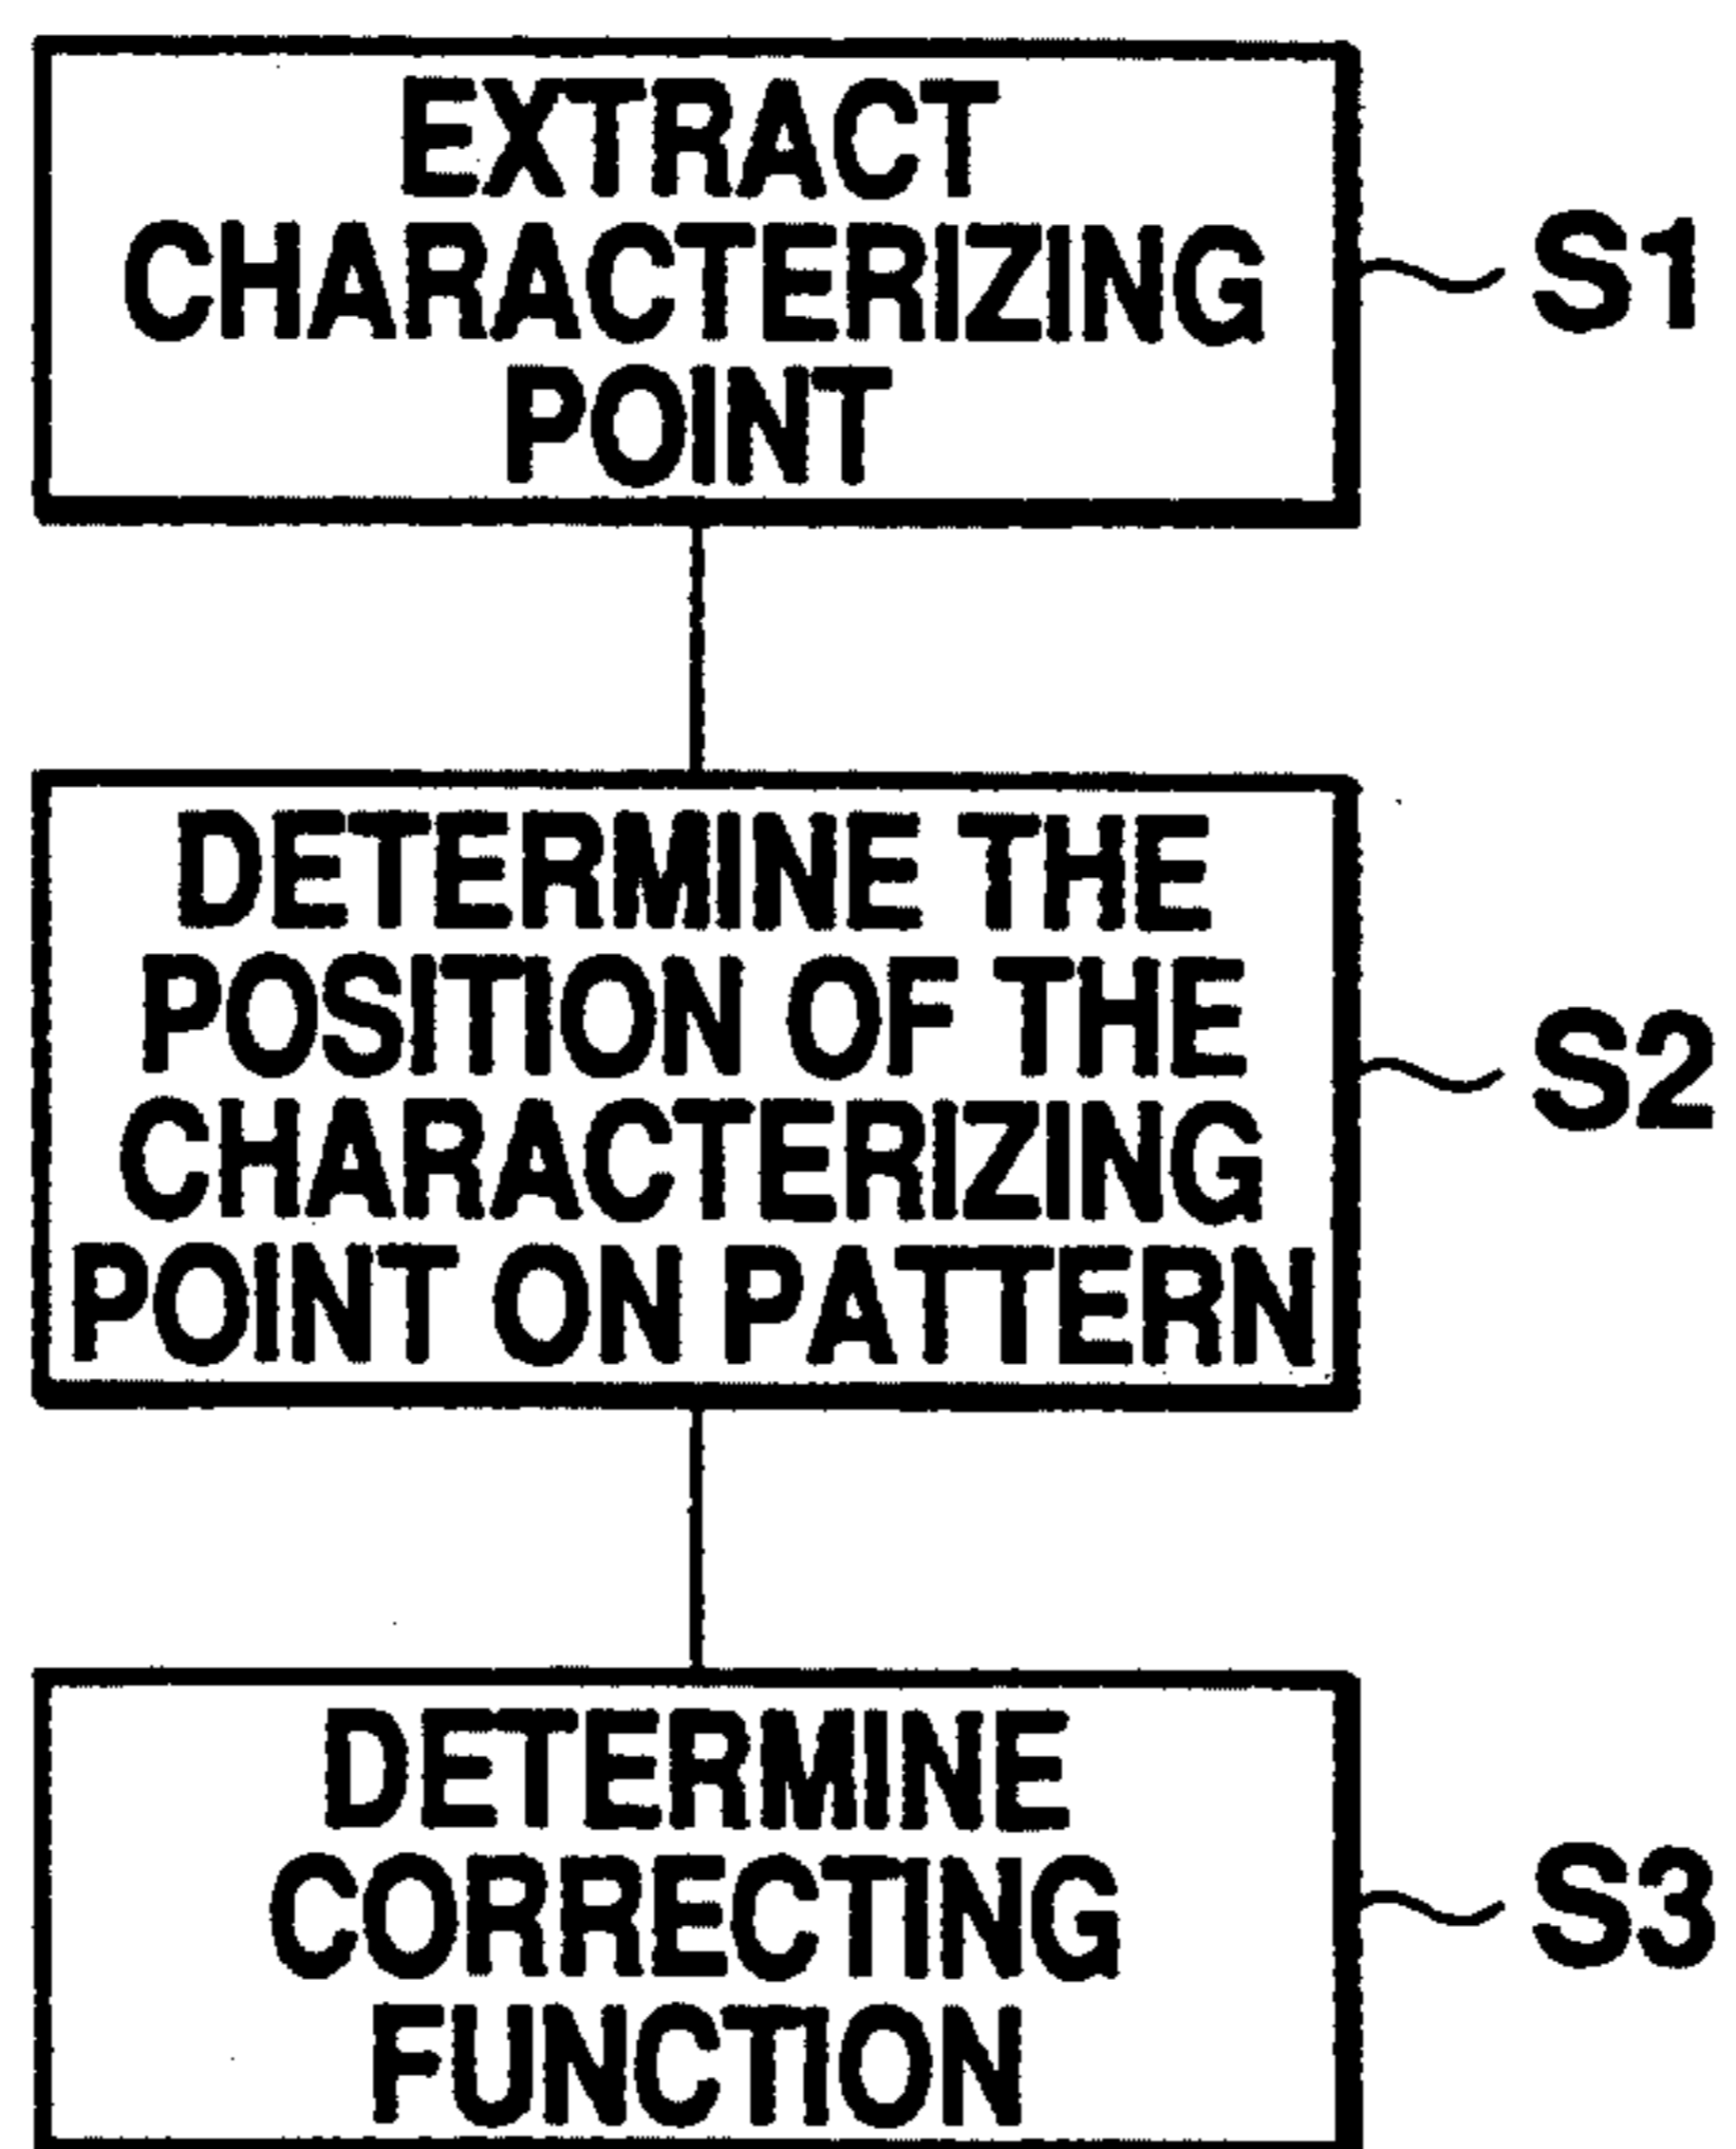 EXTRACT
CHARACTERIZING
POINT
S1
DETERMINE THE
POSITION OF THE
CHARACTERIZING
POINT ON PATTERN
S2
DETERMINE
CORRECTING
FUNCTION
S3